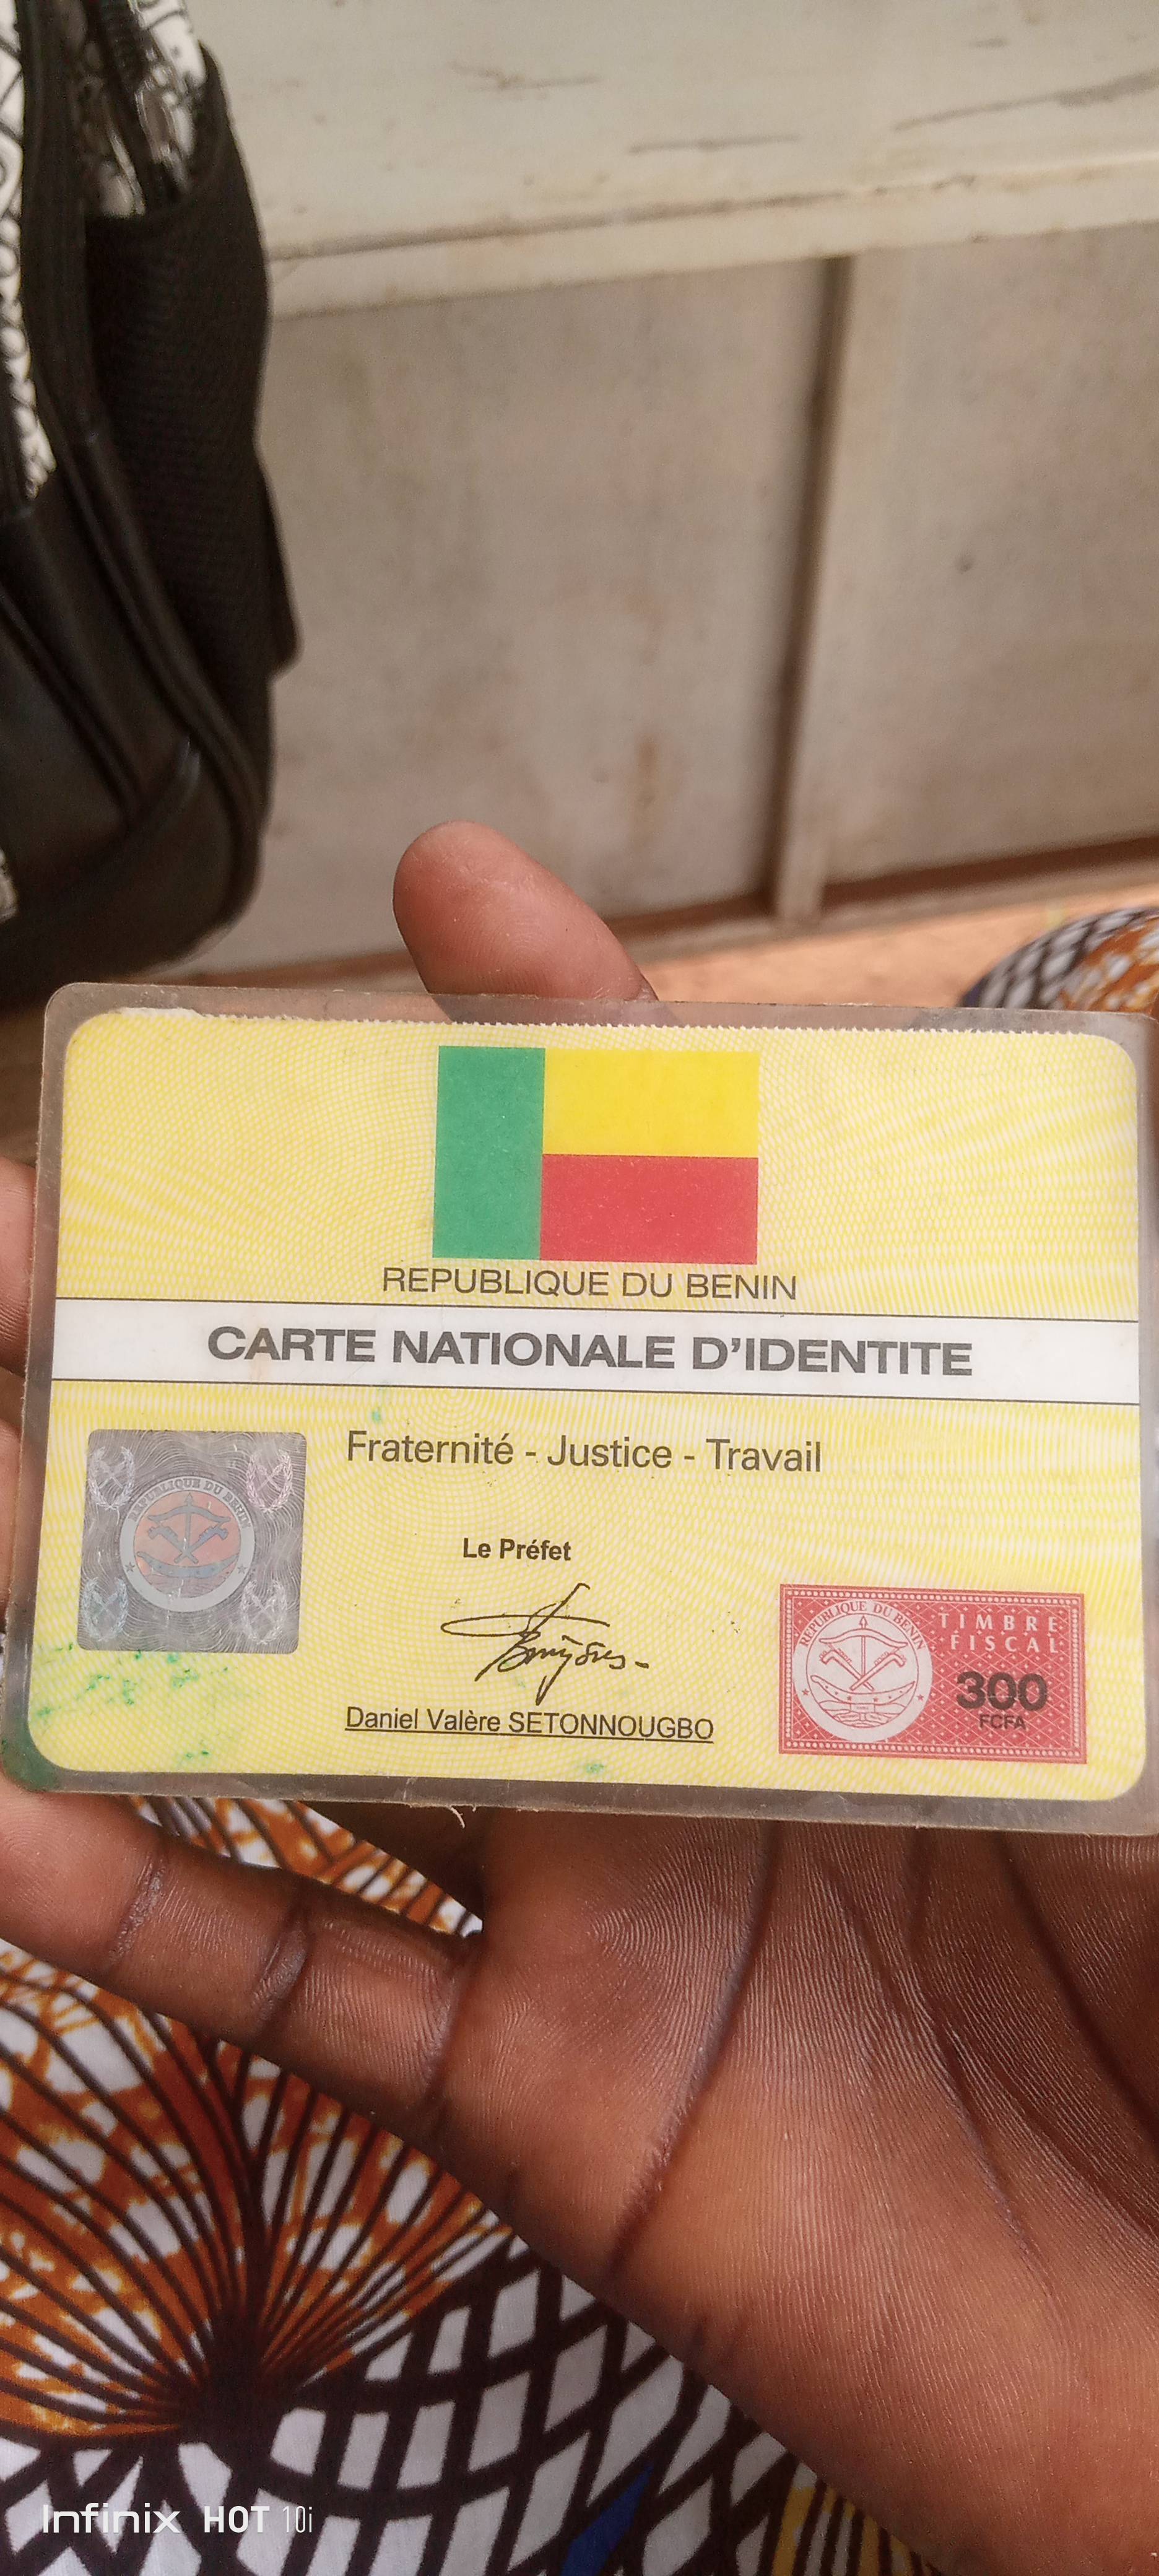 REPUBLIQUE DU BENIN
CARTE NATIONALE D'IDENTITE
Fraternité - Justice - Travail
REPUBLIQUE DU BENIN
Le Préfet
Daniel Valère SETONNOUGBO
REPUBLIQUE DU BENIN
TIMBRE
FISCAL
300
FCFA
Infinix HOT 10i